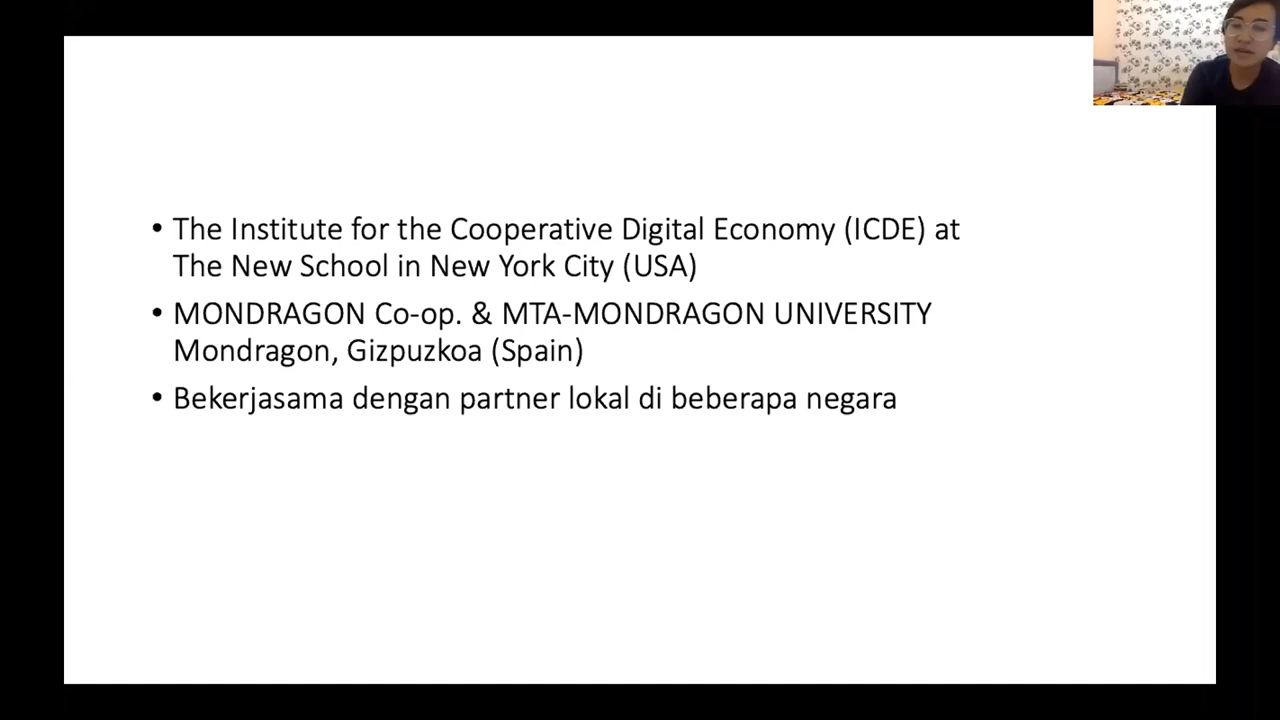 • The Institute for the Cooperative Digital Economy (ICDE) at
The New School in New York City (USA)
• MONDRAGON Co-op. & MTA-MONDRAGON UNIVERSITY
Mondragon, Gizpuzkoa (Spain)
• Bekerjasama dengan partner lokal di beberapa negara